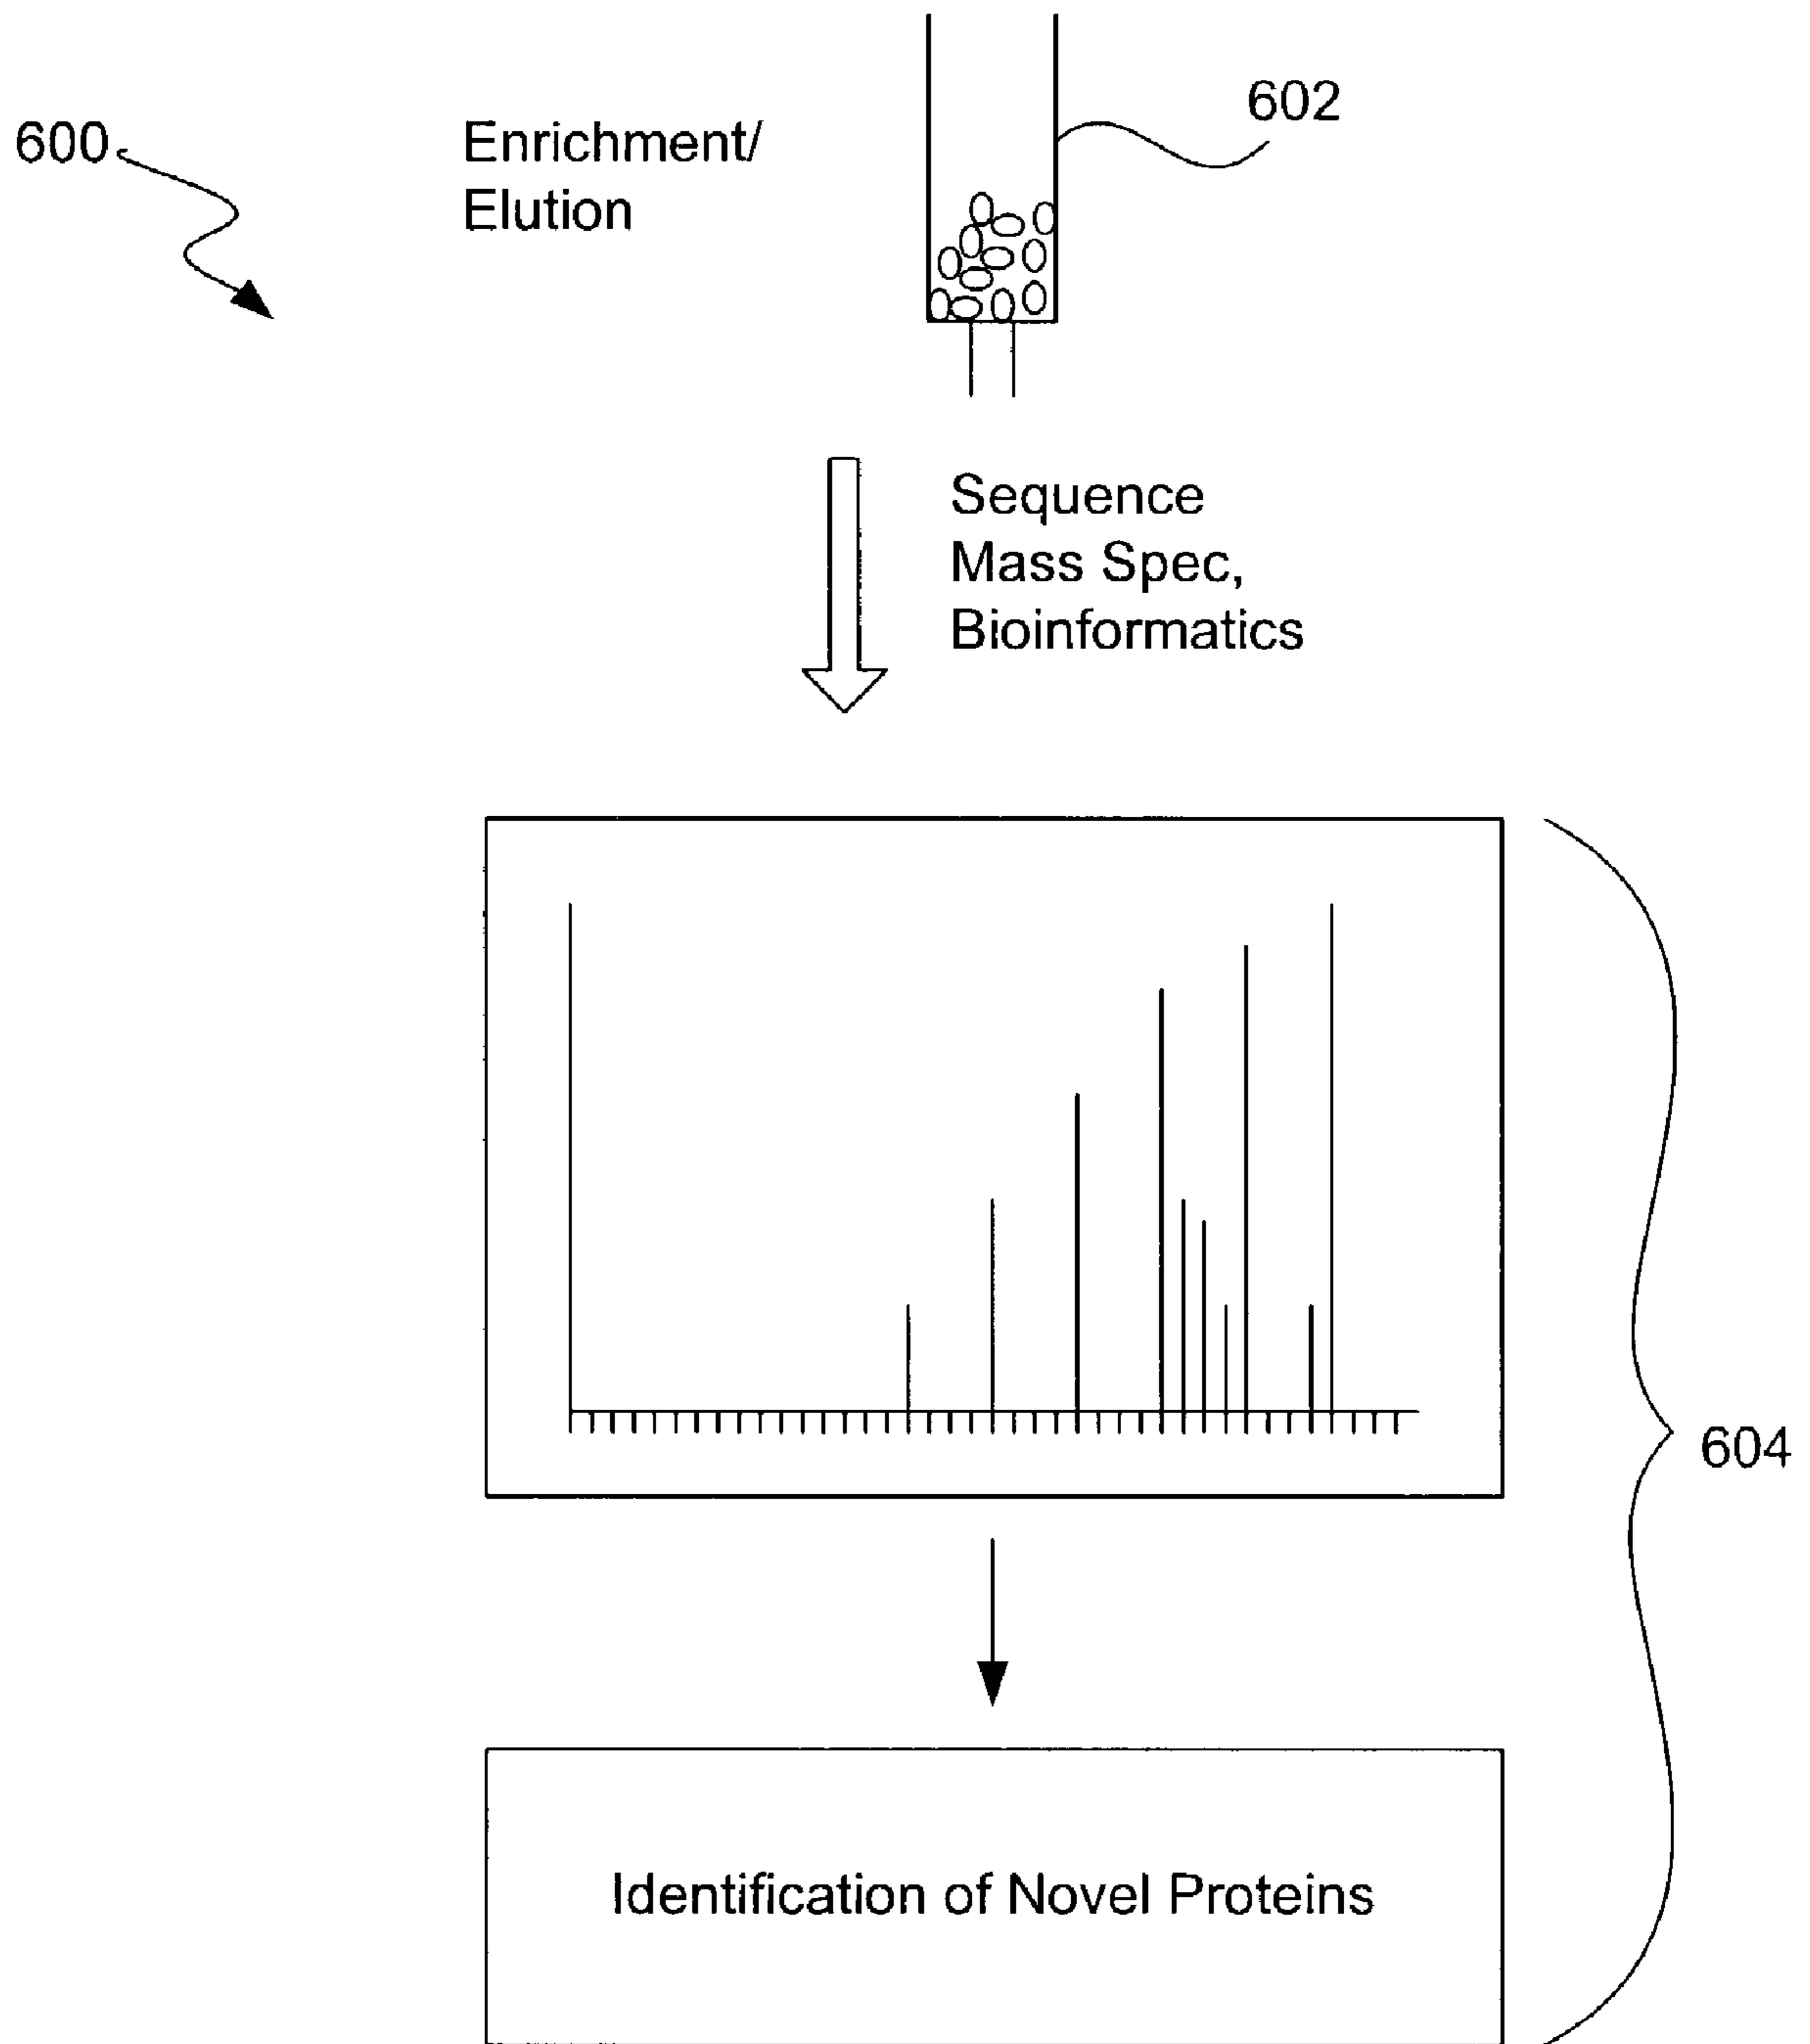 600
Enrichment/
Elution
602
Sequence
Mass Spec,
Bioinformatics
604
Identification of Novel Proteins